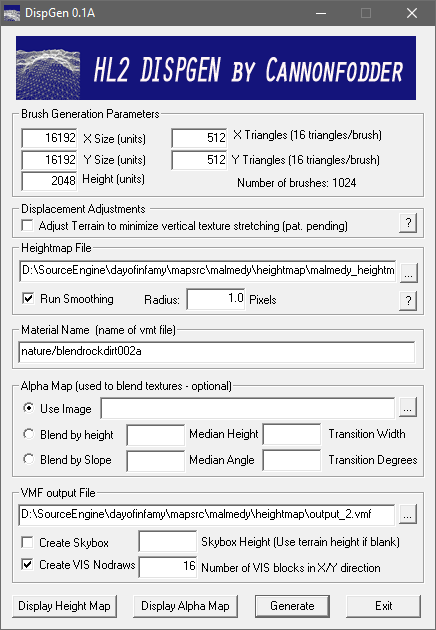 DispGen 0.1A
HL2 DISPGEN BY CANNONFODDER
Brush Generation Parameters
16192 X Size (units) 512 X Triangles (16 triangles/brush)
16192 Y Size (units) 512 Y Triangles (16 triangles/brush)
2048 Height (units) Number of brushes: 1024
Displacement Adjustments
Adjust Terrain to minimize vertical texture stretching (pat. pending) ?
Heightmap File
D:\SourceEngine\dayofinfamy\mapsrc\malmedy\heightmap\malmedy_heightm ...
Run Smoothing Radius: 1.0 Pixels ?
Material Name (name of vmt file)
nature/blendrockdirt002a
Alpha Map (used to blend textures - optional)
Use Image ...
Blend by height Median Height Transition Width
Blend by Slope Median Angle Transition Degrees
VMF output File
D:\SourceEngine\dayofinfamy\mapsrc\malmedy\heightmap\output_2.vmf ...
Create Skybox Skybox Height (Use terrain height if blank)
Create VIS Nodraws 16 Number of VIS blocks in X/Y direction
Display Height Map Display Alpha Map Generate Exit